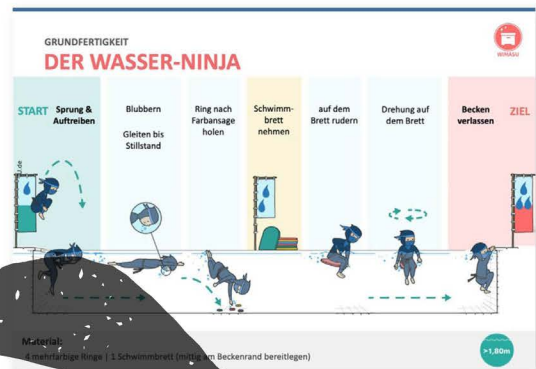 GRUNDFERTIGKEIT
DER WASSER-NINJA
WIMASU
START
Sprung &
Auftreiben
Blubbern
Gleiten bis
Stillstand
Ring nach
Farbansage
holen
Schwimm-
brett
nehmen
auf dem
Brett rudern
Drehung auf
dem Brett
Becken
verlassen
ZIEL
Material:
4 mehrfarbige Ringe | 1 Schwimmbrett (mittig am Beckenrand bereitlegen)
>1,80m